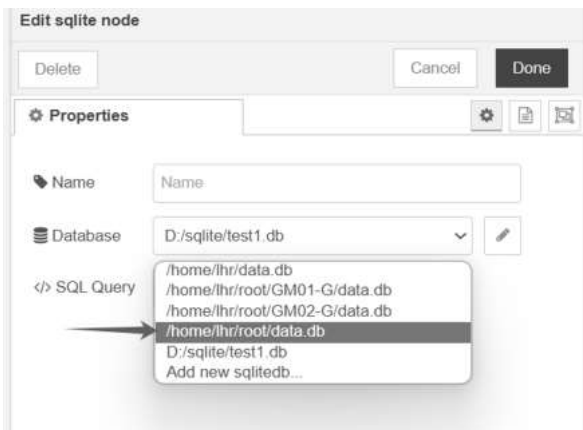 Edit sqlite node
Delete Cancel Done
Properties
Name Name
Database D:/sqlite/test1.db
</> SQL Query
/home/lhr/data.db
/home/lhr/root/GM01-G/data.db
/home/lhr/root/GM02-G/data.db
/home/lhr/root/data.db
D:/sqlite/test1.db
Add new sqlitedb...